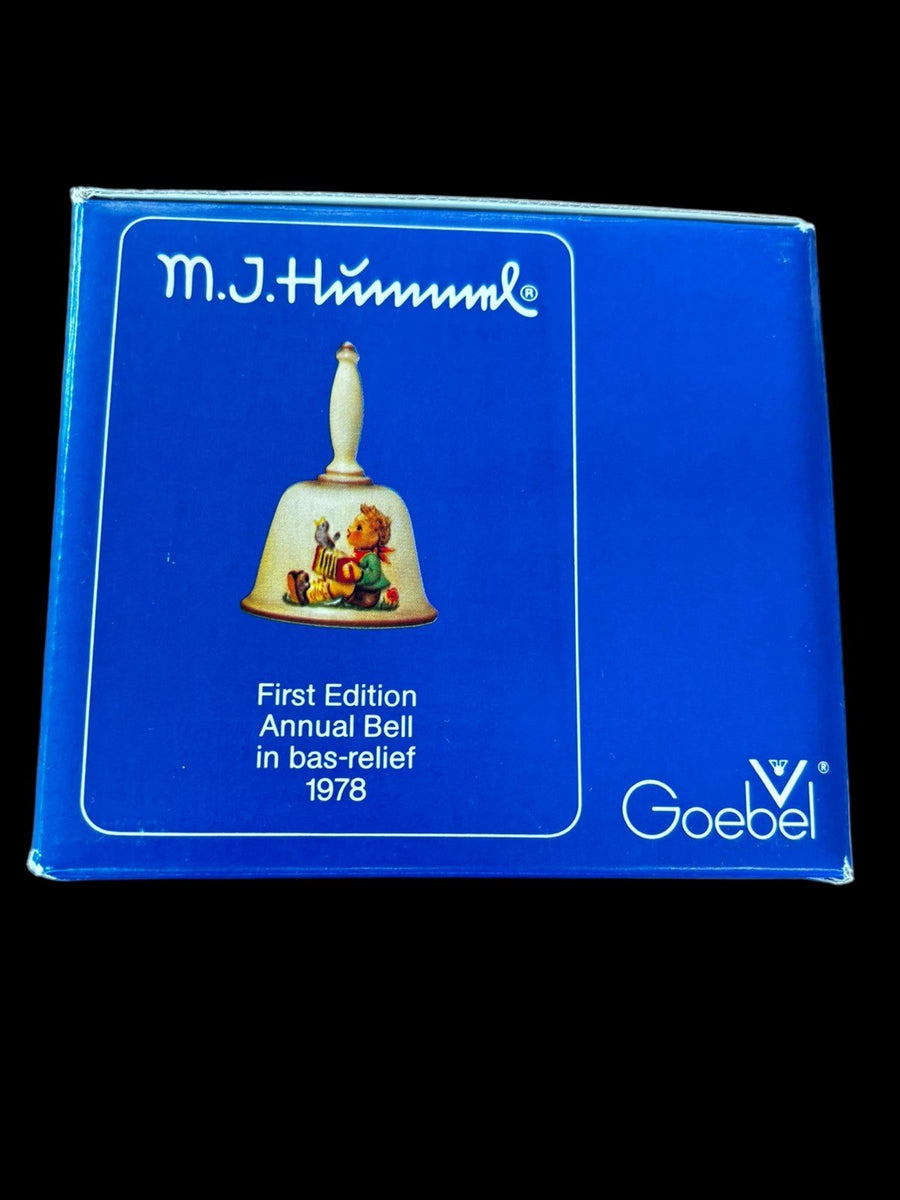 M.J.Hummel®
First Edition
Annual Bell
in bas-relief
1978
Goebel®